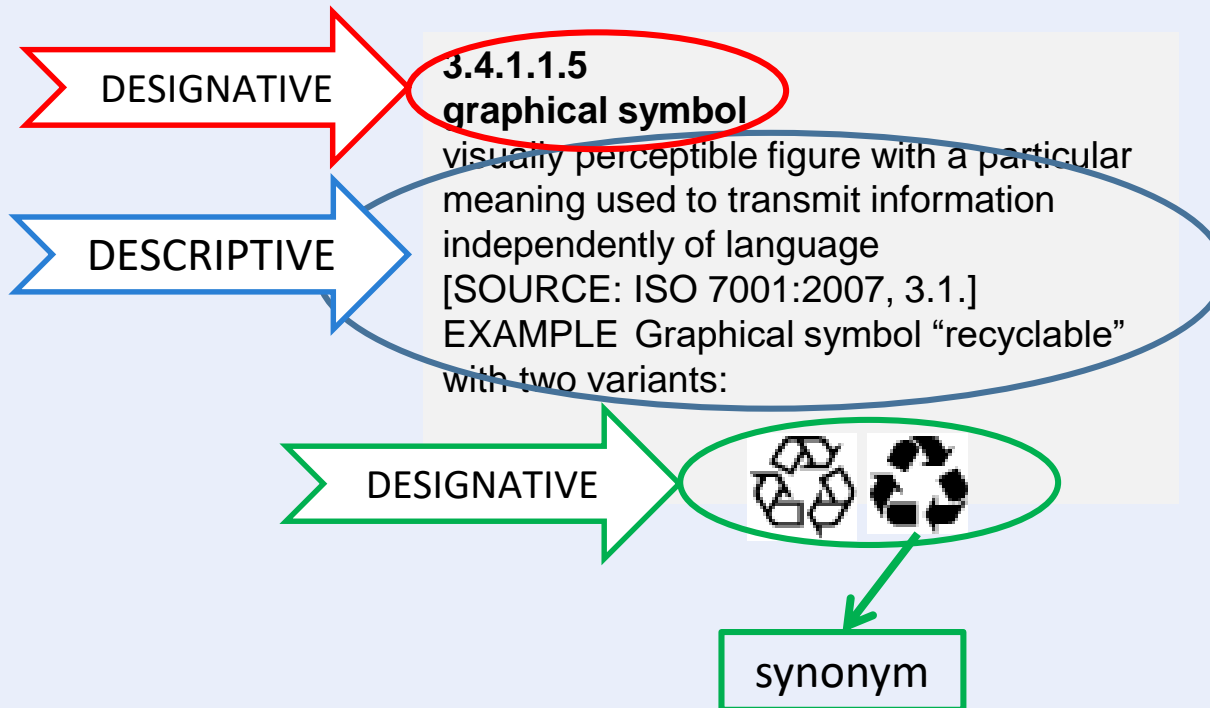 DESIGNATIVE
3.4.1.1.5
graphical symbol
DESCRIPTIVE
visually perceptible figure with a particular
meaning used to transmit information
independently of language
[SOURCE: ISO 7001:2007, 3.1.]
EXAMPLE Graphical symbol “recyclable”
with two variants:
DESIGNATIVE
synonym